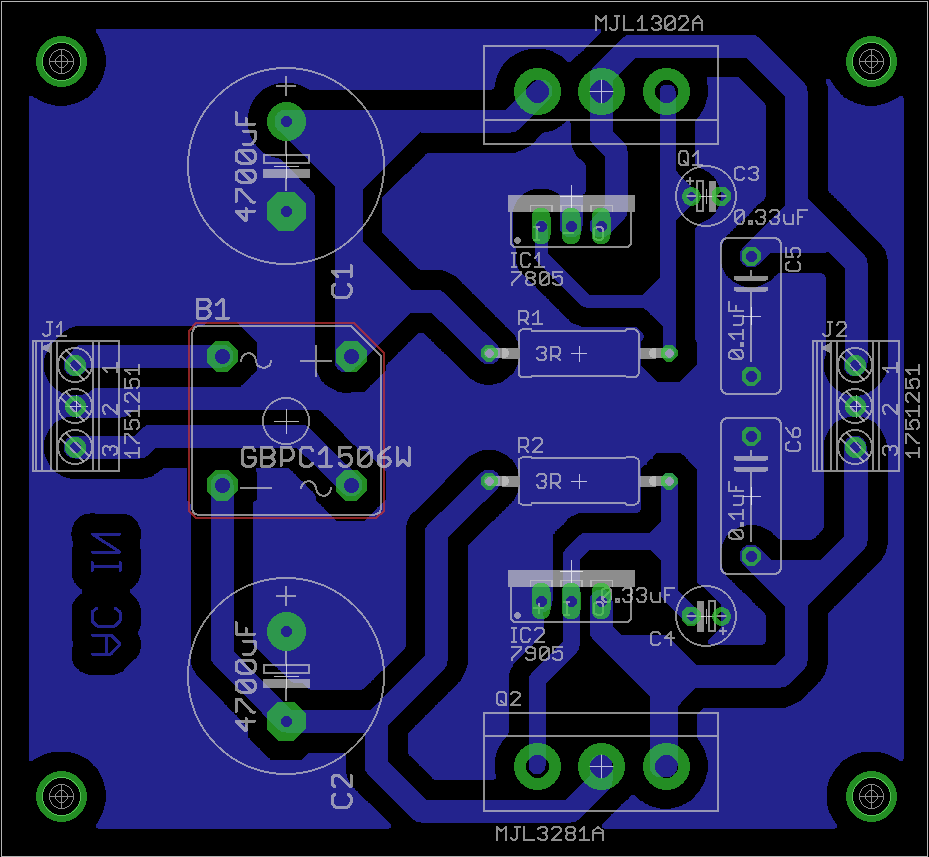 MJL1302A
4700uF
C1
Q1
C3
0.33uF
IC1
7805
C5
0.1uF
B1
R1
3R
J1
1
2
3
1751251
J2
1
2
3
1751251
GBPC1506W
R2
3R
C6
0.1uF
AC IN
4700uF
C2
IC2
7905
0.33uF
C4
Q2
MJL3281A